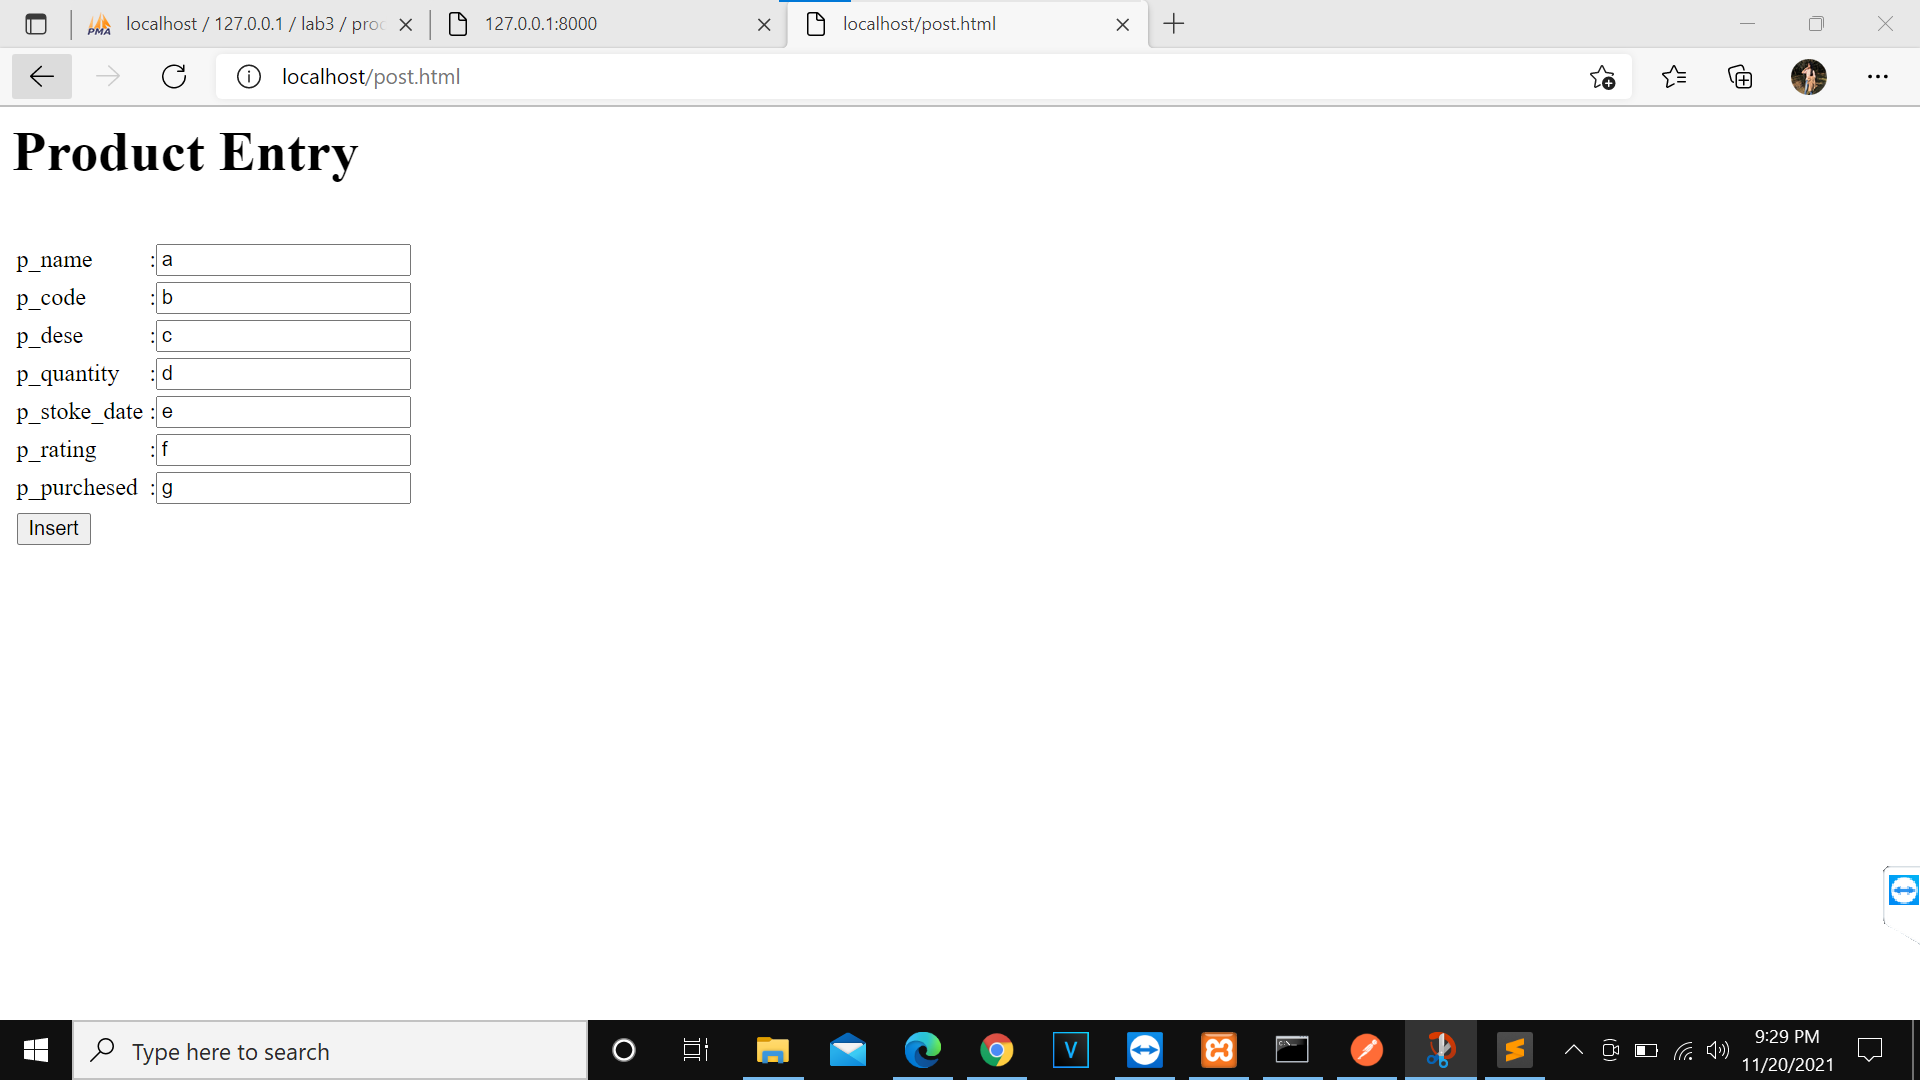 localhost / 127.0.0.1 / lab3 / proc
127.0.0.1:8000
localhost/post.html
localhost/post.html
Product Entry
p_name : a
p_code : b
p_dese : c
p_quantity : d
p_stoke_date : e
p_rating : f
p_purchesed : g
Insert
Type here to search
9:29 PM
11/20/2021